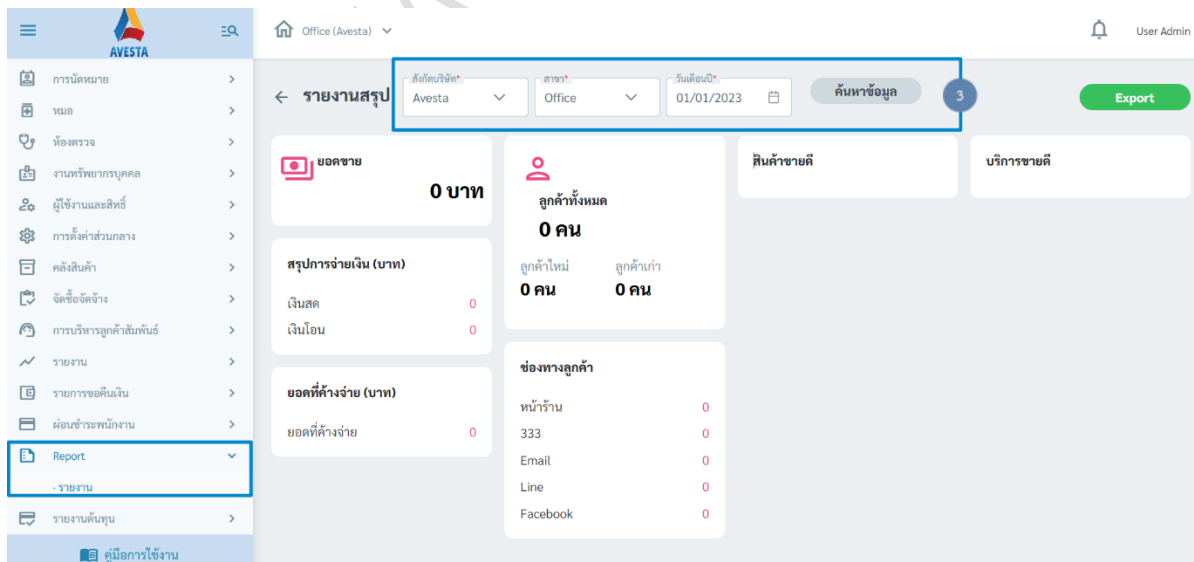 AVESTA
Office (Avesta)
User Admin
การนัดหมาย
หมอ
ห้องตรวจ
งานทรัพยากรบุคคล
ผู้ใช้งานและสิทธิ์
การตั้งค่าส่วนกลาง
คลังสินค้า
จัดซื้อจัดจ้าง
การบริหารลูกค้าสัมพันธ์
รายงาน
รายการขอคืนเงิน
ผ่อนชำระพนักงาน
Report
· รายงาน
รายงานต้นทุน
คู่มือการใช้งาน
รายงานสรุป
สังกัดบริษัท*
Avesta
สาขา*
Office
วันเดือนปี*
01/01/2023
ค้นหาข้อมูล
3
Export
ยอดขาย
0 บาท
สรุปการจ่ายเงิน (บาท)
เงินสด 0
เงินโอน 0
ยอดที่ค้างจ่าย (บาท)
ยอดที่ค้างจ่าย 0
ลูกค้าทั้งหมด
0 คน
ลูกค้าใหม่ ลูกค้าเก่า
0 คน 0 คน
ช่องทางลูกค้า
หน้าร้าน 0
333 0
Email 0
Line 0
Facebook 0
สินค้าขายดี
บริการขายดี